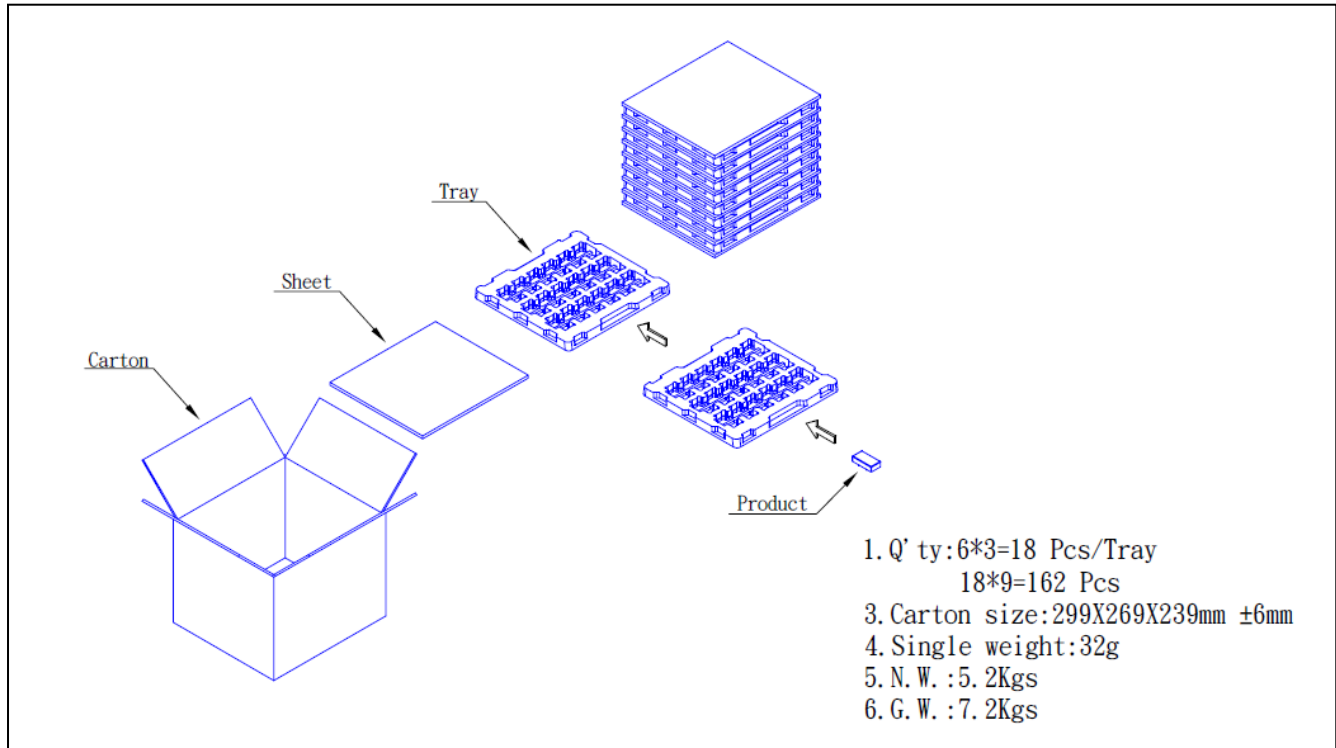 Tray
Sheet
Carton
Product
1.Q'ty:6*3=18 Pcs/Tray
18*9=162 Pcs
3.Carton size:299X269X239mm ±6mm
4.Single weight:32g
5.N.W.:5.2Kgs
6.G.W.:7.2Kgs